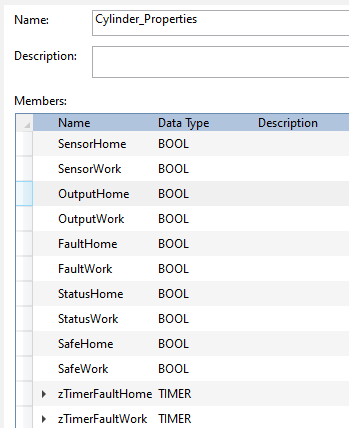 Name: Cylinder_Properties
Description:
Members:
Name Data Type Description
SensorHome BOOL
SensorWork BOOL
OutputHome BOOL
OutputWork BOOL
FaultHome BOOL
FaultWork BOOL
StatusHome BOOL
StatusWork BOOL
SafeHome BOOL
SafeWork BOOL
zTimerFaultHome TIMER
zTimerFaultWork TIMER